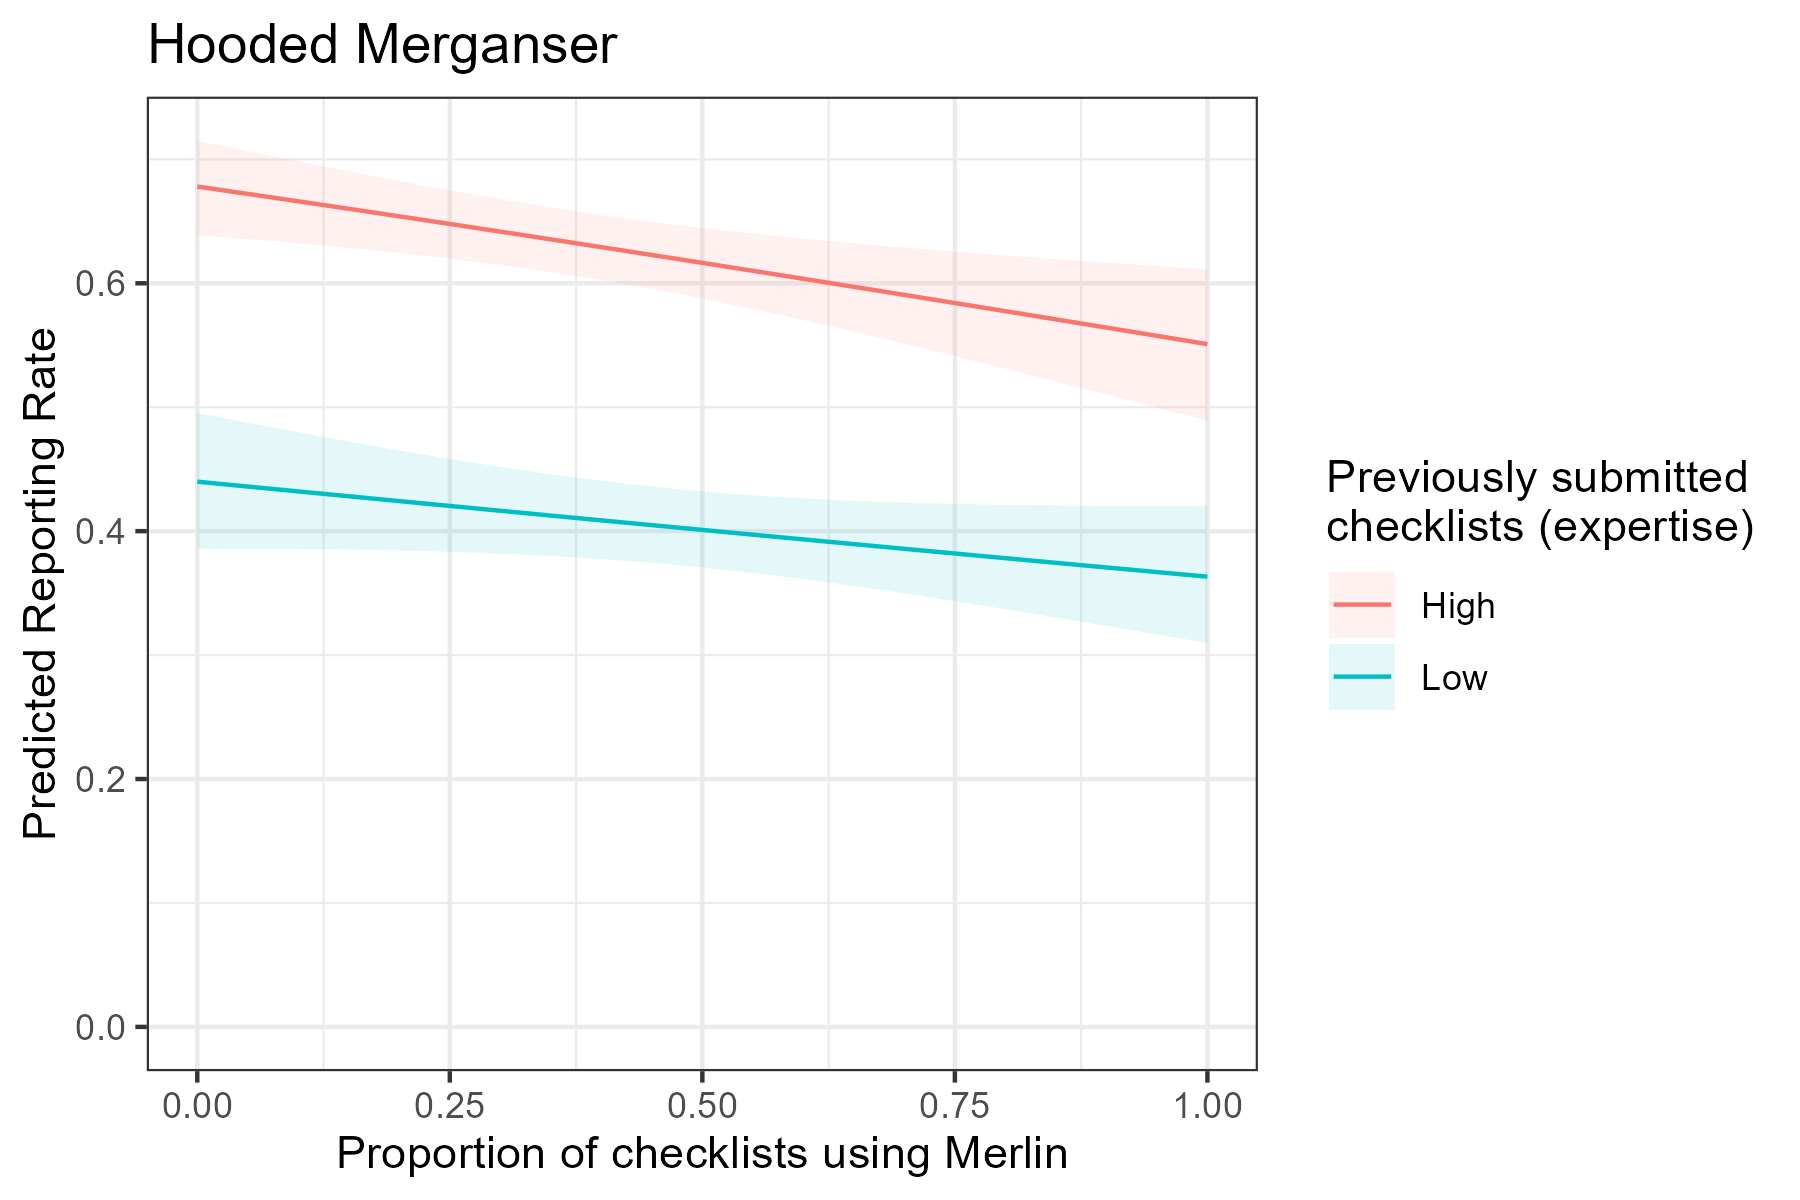 Hooded Merganser
Predicted Reporting Rate
0.6
0.4
0.2
0.0
0.00 0.25 0.50 0.75 1.00
Proportion of checklists using Merlin
Previously submitted
checklists (expertise)
High
Low